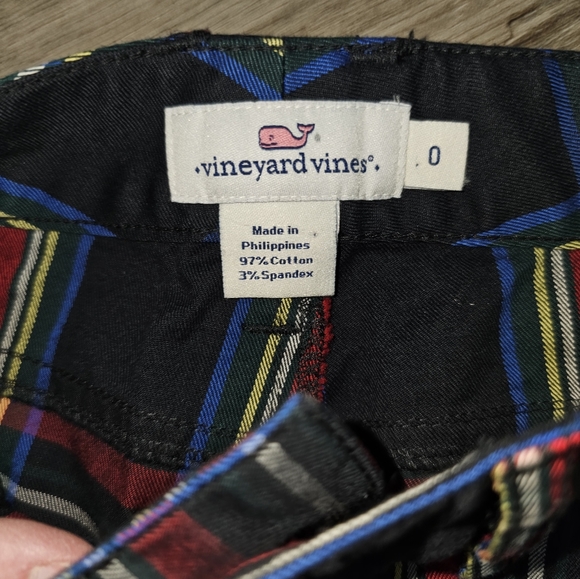 vineyard vines®
0
Made in
Philippines
97% Cotton
3% Spandex